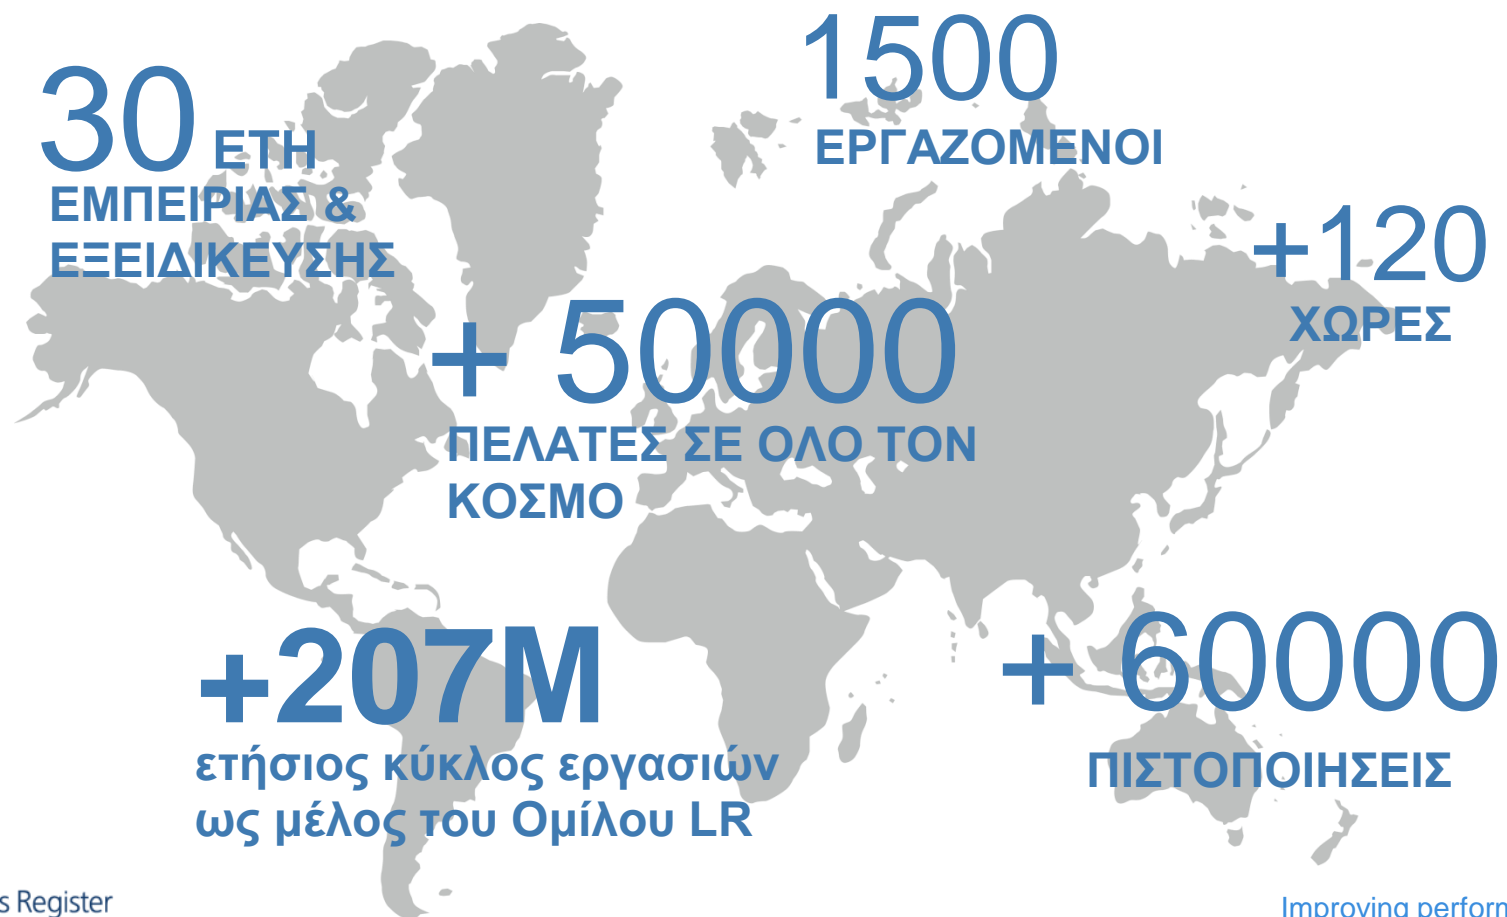 1500
ΕΡΓΑΖΟΜΕΝΟΙ
30 ΕΤΗ
ΕΜΠΕΙΡΙΑΣ &
ΕΞΕΙΔΙΚΕΥΣΗΣ
+120
ΧΩΡΕΣ
+ 50000
ΠΕΛΑΤΕΣ ΣΕ ΟΛΟ ΤΟΝ
ΚΟΣΜΟ
+207M
ετήσιος κύκλος εργασιών
ως μέλος του Ομίλου LR
+ 60000
ΠΙΣΤΟΠΟΙΗΣΕΙΣ
s Register
Improving perform